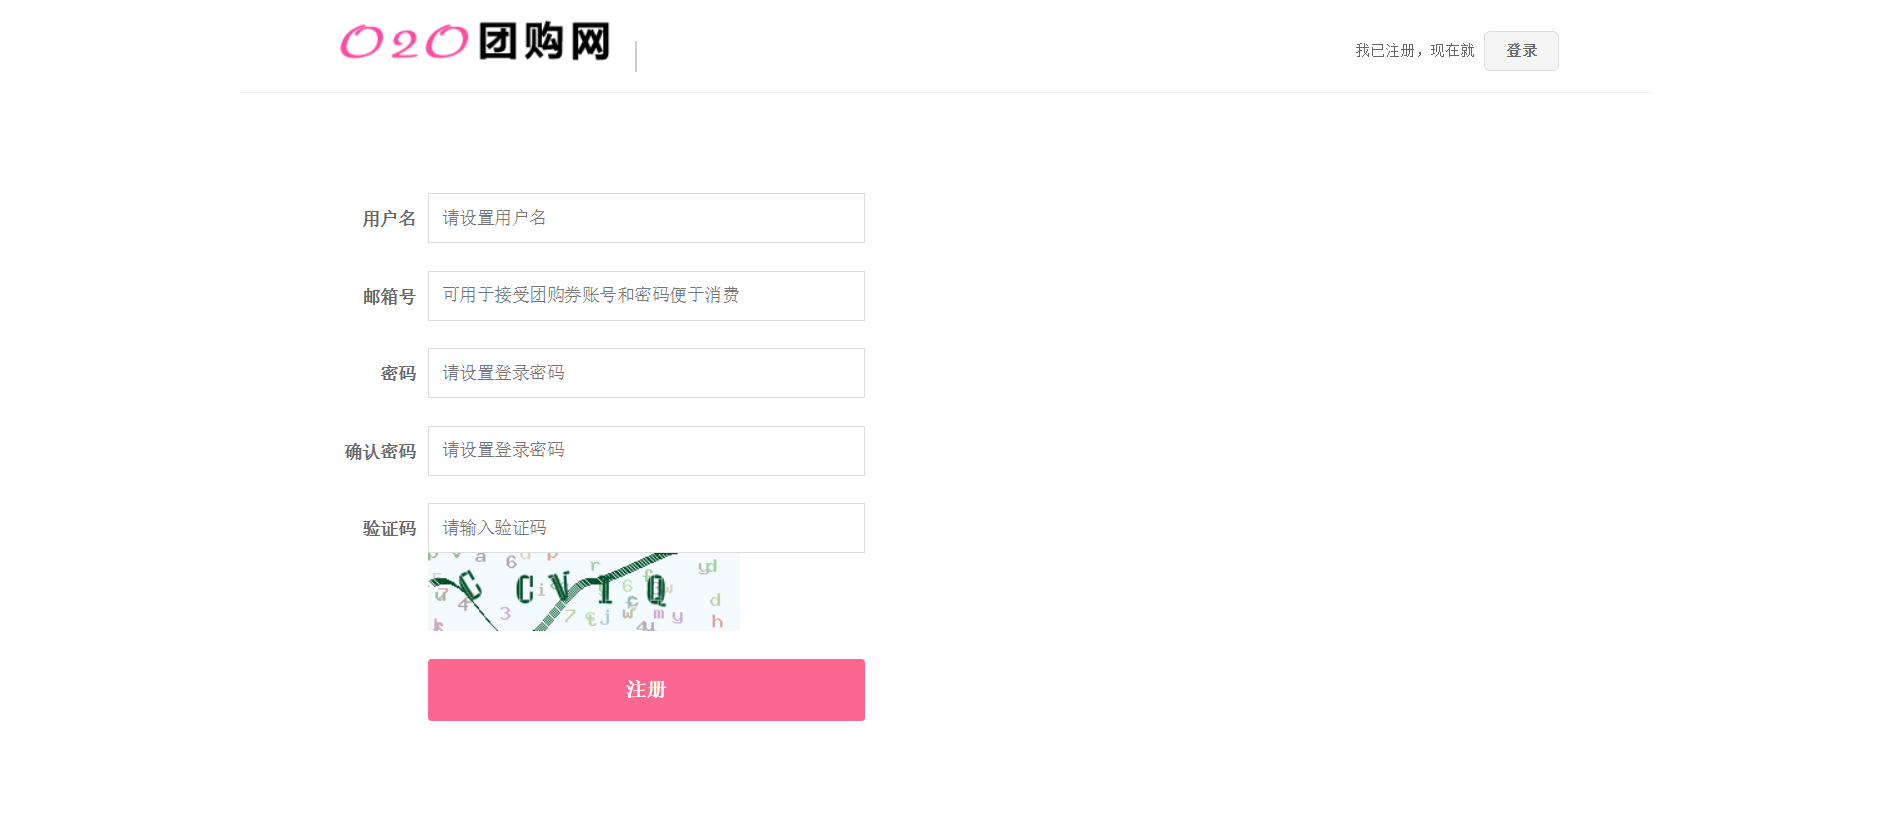 O2O团购网
我已注册，现在就 登录
用户名 请设置用户名
邮箱号 可用于接受团购券账号和密码便于消费
密码 请设置登录密码
确认密码 请设置登录密码
验证码 请输入验证码
注册